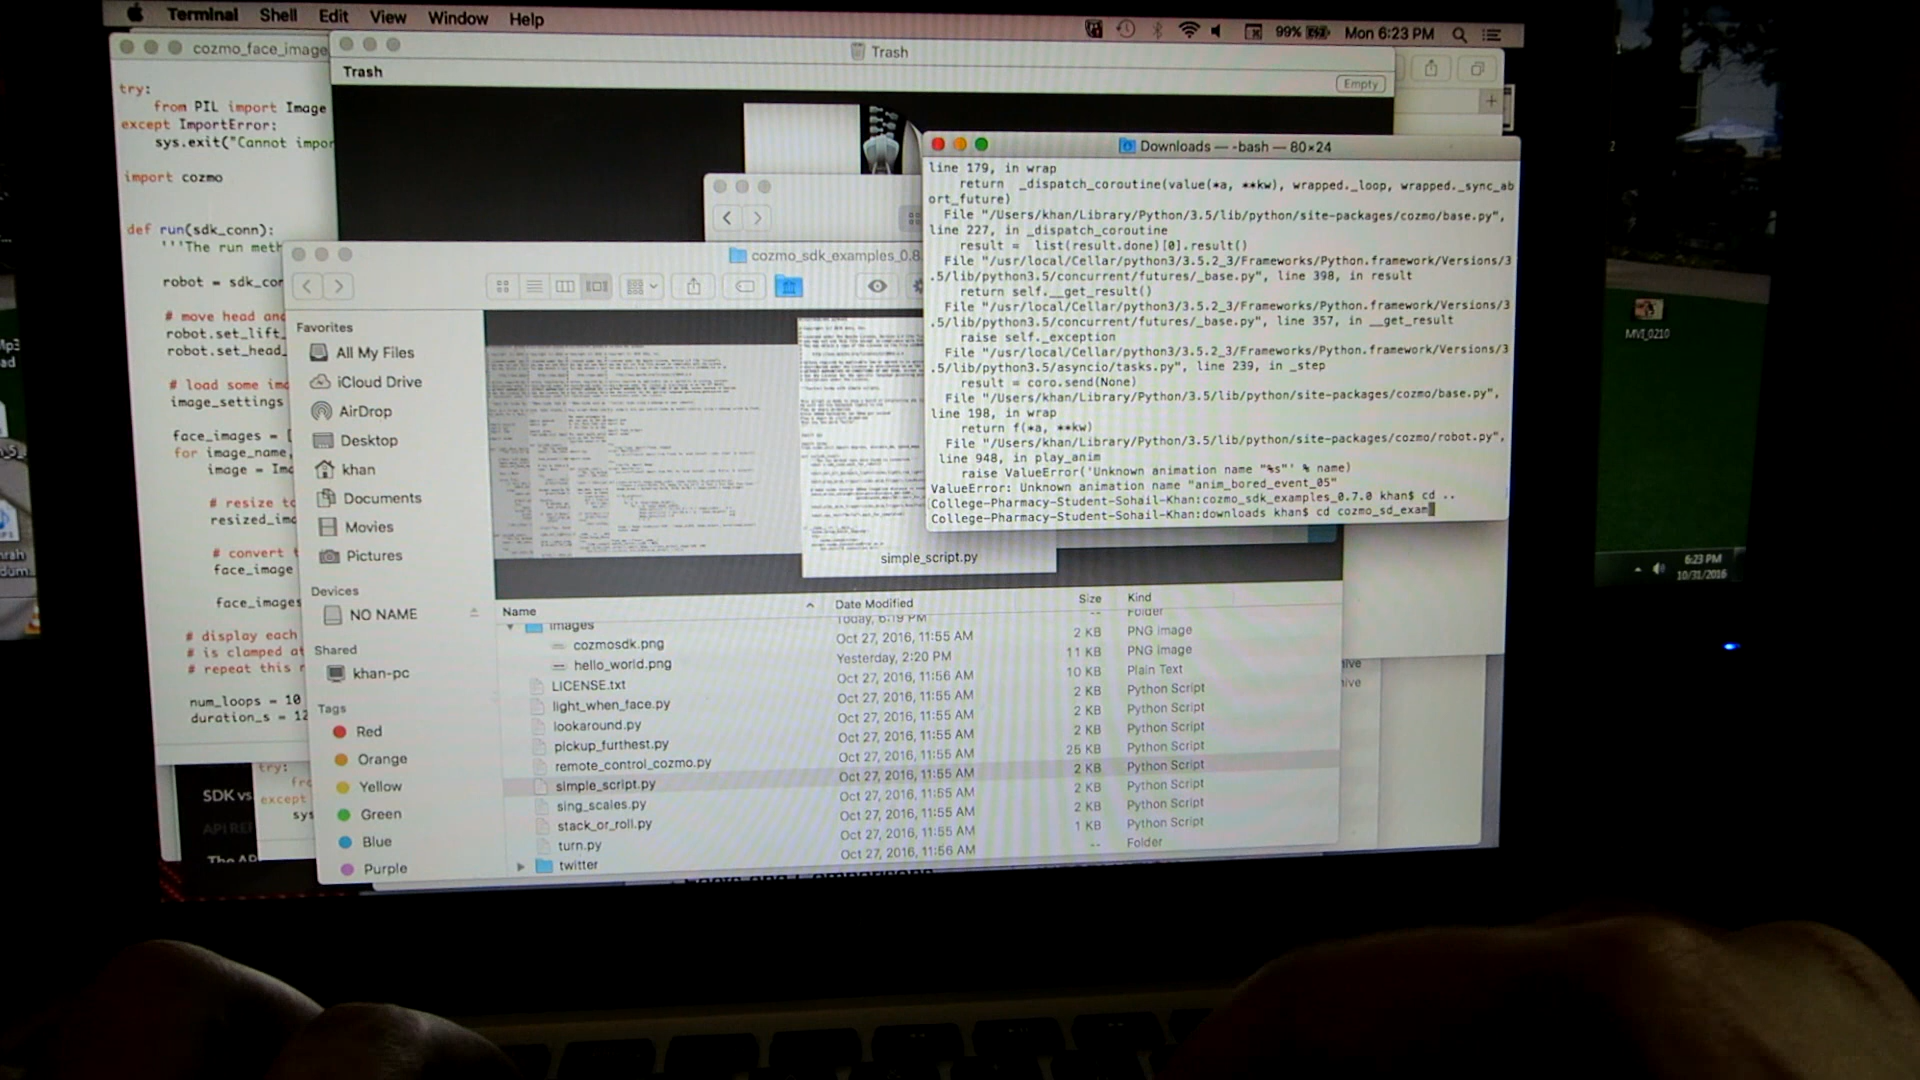 Terminal Shell Edit View Window Help
99% Mon 6:23 PM
cozmo_face_image
try:
from PIL import Image
except ImportError:
sys.exit("Cannot impor
import cozmo
def run(sdk_conn):
'''The run meth
robot = sdk_con
# move head and
robot.set_lift_
robot.set_head_
# load some ima
image_settings
face_images = [
for image_name,
image = Ima
# resize to
resized_ima
# convert t
face_image
face_images
# display each
# is clamped at
# repeat this n
num_loops = 10
duration_s = 12
Trash
Trash
Empty
Downloads — -bash — 80×24
line 179, in wrap
return _dispatch_coroutine(value(*a, **kw), wrapped._loop, wrapped._sync_ab
ort_future)
File "/Users/khan/Library/Python/3.5/lib/python/site-packages/cozmo/base.py",
line 227, in _dispatch_coroutine
result = list(result.done)[0].result()
File "/usr/local/Cellar/python3/3.5.2_3/Frameworks/Python.framework/Versions/3
.5/lib/python3.5/concurrent/futures/_base.py", line 398, in result
return self.__get_result()
File "/usr/local/Cellar/python3/3.5.2_3/Frameworks/Python.framework/Versions/3
.5/lib/python3.5/concurrent/futures/_base.py", line 357, in __get_result
raise self._exception
File "/usr/local/Cellar/python3/3.5.2_3/Frameworks/Python.framework/Versions/3
.5/lib/python3.5/asyncio/tasks.py", line 239, in _step
result = coro.send(None)
File "/Users/khan/Library/Python/3.5/lib/python/site-packages/cozmo/base.py",
line 198, in wrap
return f(*a, **kw)
File "/Users/khan/Library/Python/3.5/lib/python/site-packages/cozmo/robot.py",
line 948, in play_anim
raise ValueError('Unknown animation name "%s"' % name)
ValueError: Unknown animation name "anim_bored_event_05"
College-Pharmacy-Student-Sohail-Khan:cozmo_sdk_examples_0.7.0 khan$ cd ..
College-Pharmacy-Student-Sohail-Khan:downloads khan$ cd cozmo_sd_exam
cozmo_sdk_examples_0.8.
Favorites
All My Files
iCloud Drive
AirDrop
Desktop
khan
Documents
Movies
Pictures
Devices
NO NAME
Shared
khan-pc
Tags
Red
Orange
Yellow
Green
Blue
Purple
simple_script.py
Name Date Modified Size Kind
images Today, 6:19 PM -- Folder
cozmosdk.png Oct 27, 2016, 11:55 AM 2 KB PNG image
hello_world.png Yesterday, 2:20 PM 11 KB PNG image
LICENSE.txt Oct 27, 2016, 11:56 AM 10 KB Plain Text
light_when_face.py Oct 27, 2016, 11:55 AM 2 KB Python Script
lookaround.py Oct 27, 2016, 11:55 AM 2 KB Python Script
pickup_furthest.py Oct 27, 2016, 11:55 AM 2 KB Python Script
remote_control_cozmo.py Oct 27, 2016, 11:55 AM 25 KB Python Script
simple_script.py Oct 27, 2016, 11:55 AM 2 KB Python Script
sing_scales.py Oct 27, 2016, 11:55 AM 2 KB Python Script
stack_or_roll.py Oct 27, 2016, 11:55 AM 2 KB Python Script
turn.py Oct 27, 2016, 11:55 AM 1 KB Python Script
twitter Oct 27, 2016, 11:56 AM -- Folder
SDK vs
API REF
The AP
try:
fro
except
sys
MVI_0210
6:23 PM
10/31/2016